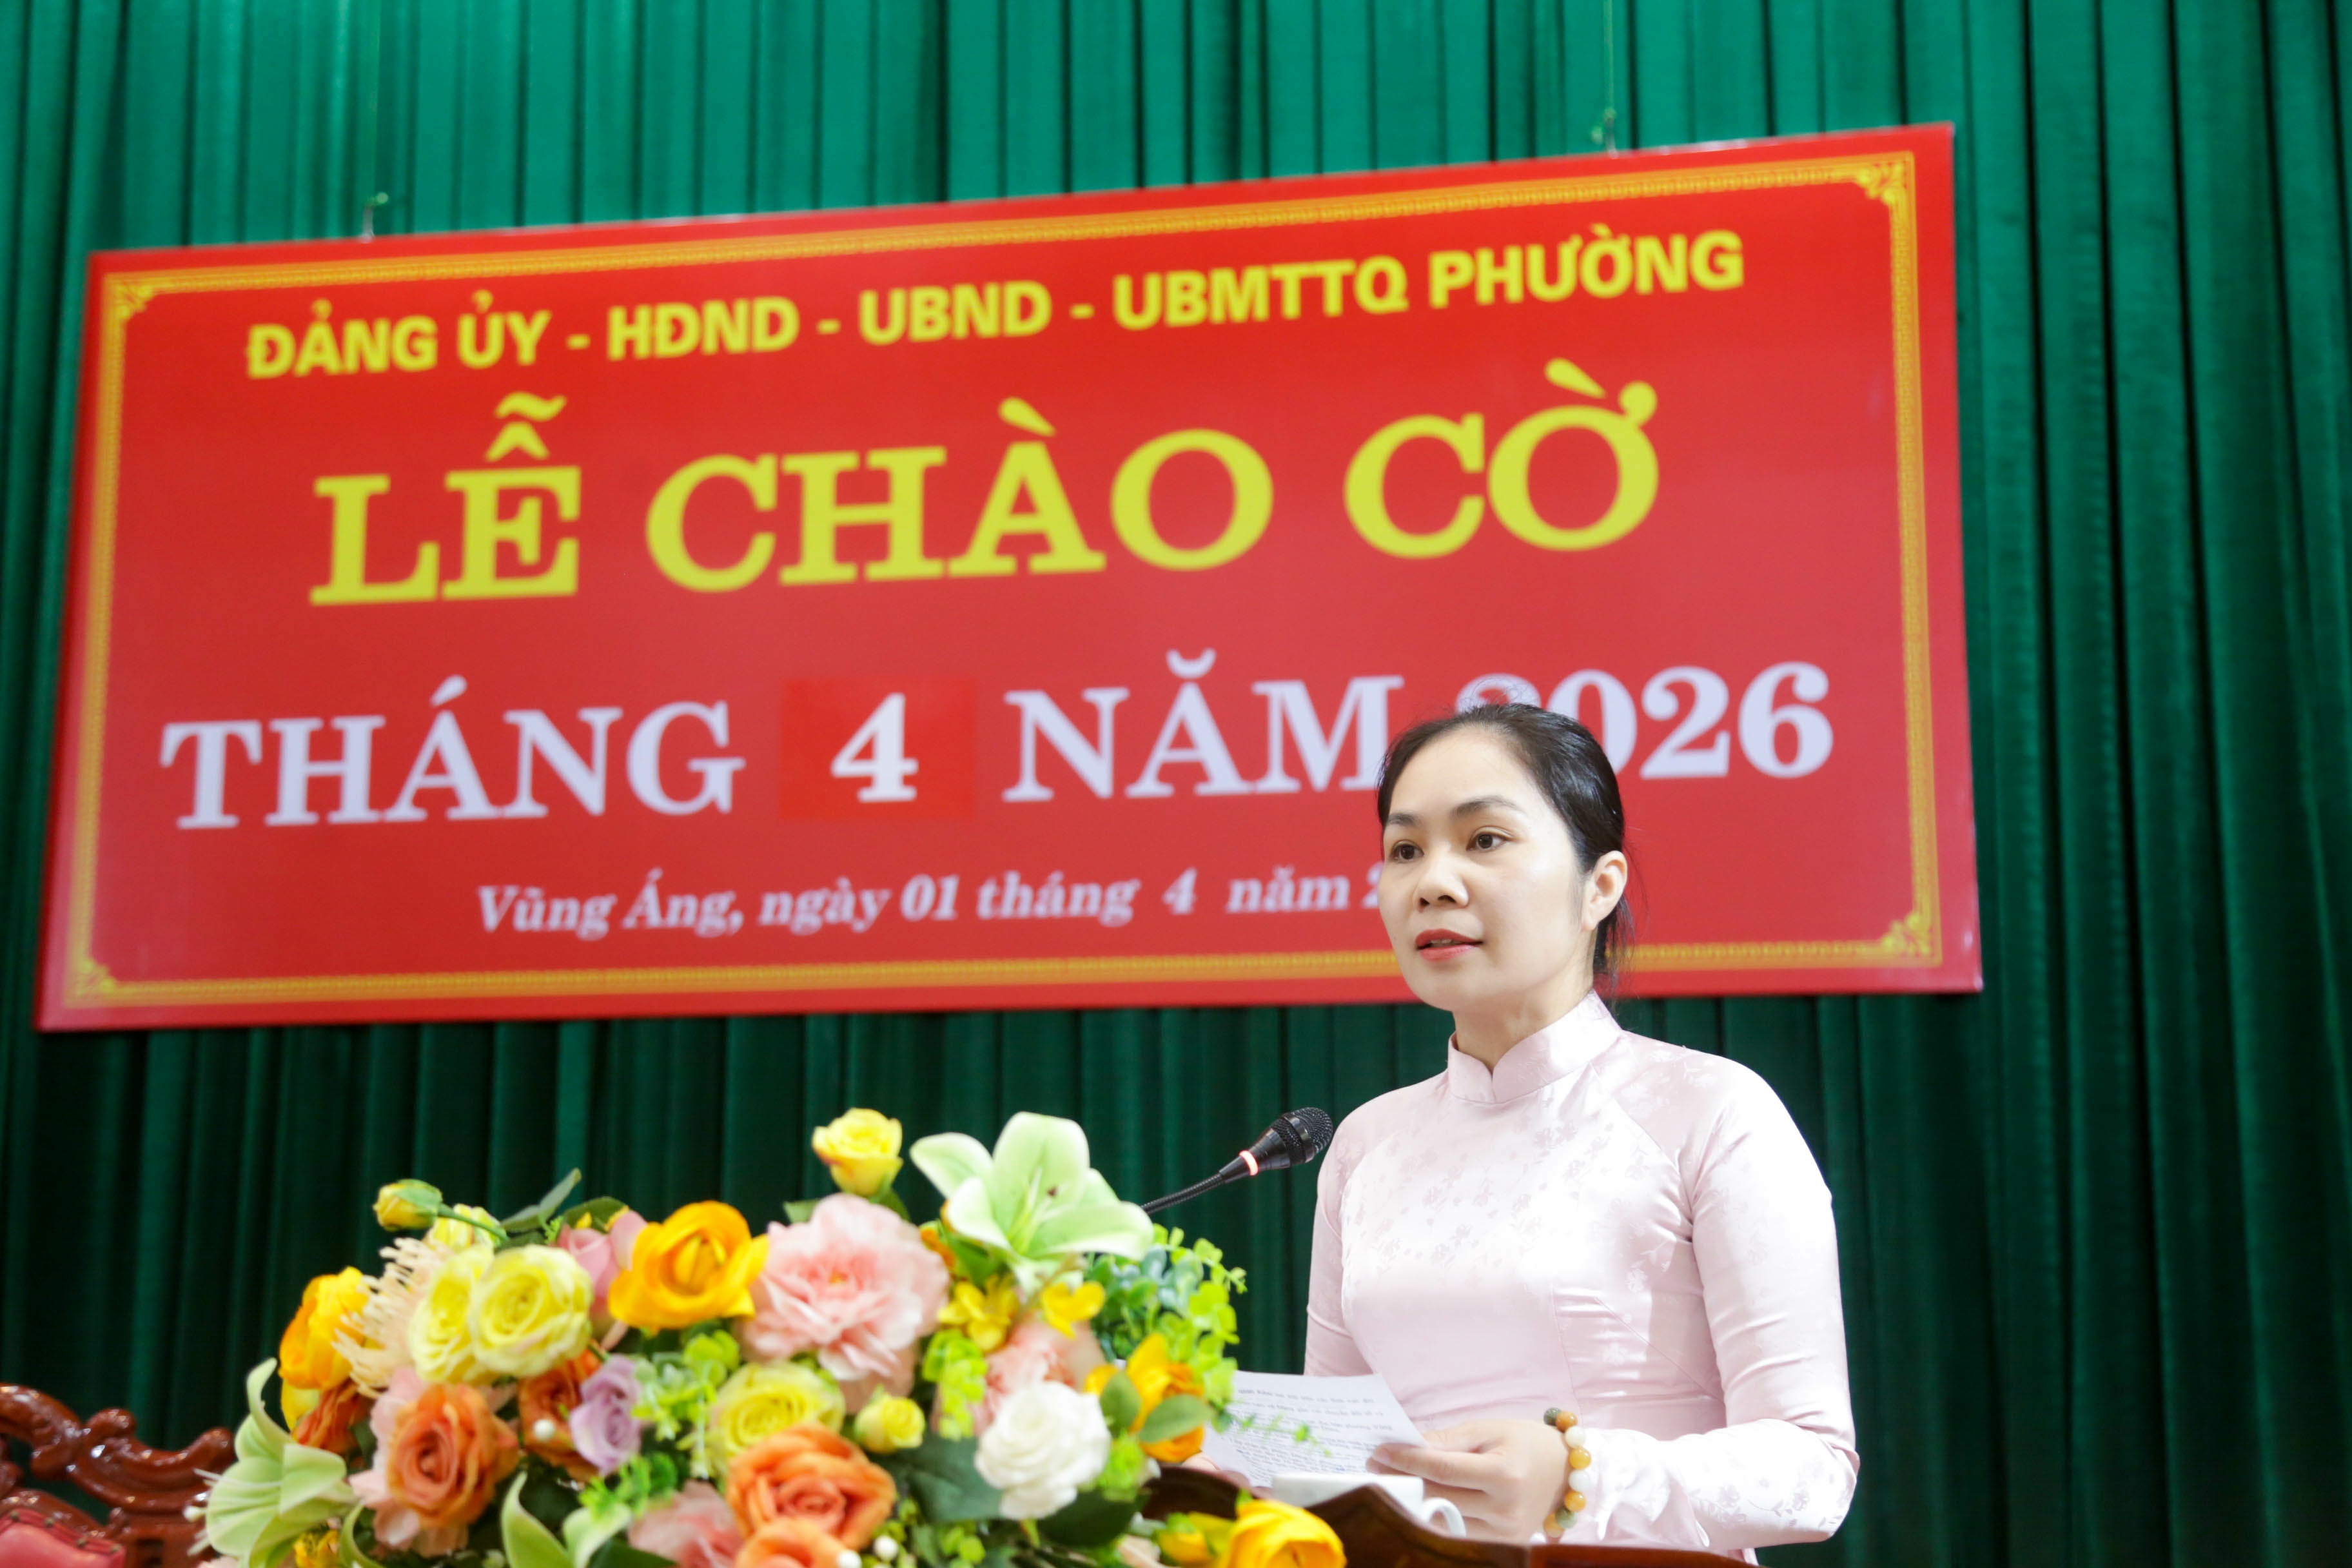 ĐẢNG ỦY - HĐND - UBND - UBMTTQ PHƯỜNG
LỄ CHÀO CỜ
THÁNG 4 NĂM 2026
Vũng Áng, ngày 01 tháng 4 năm